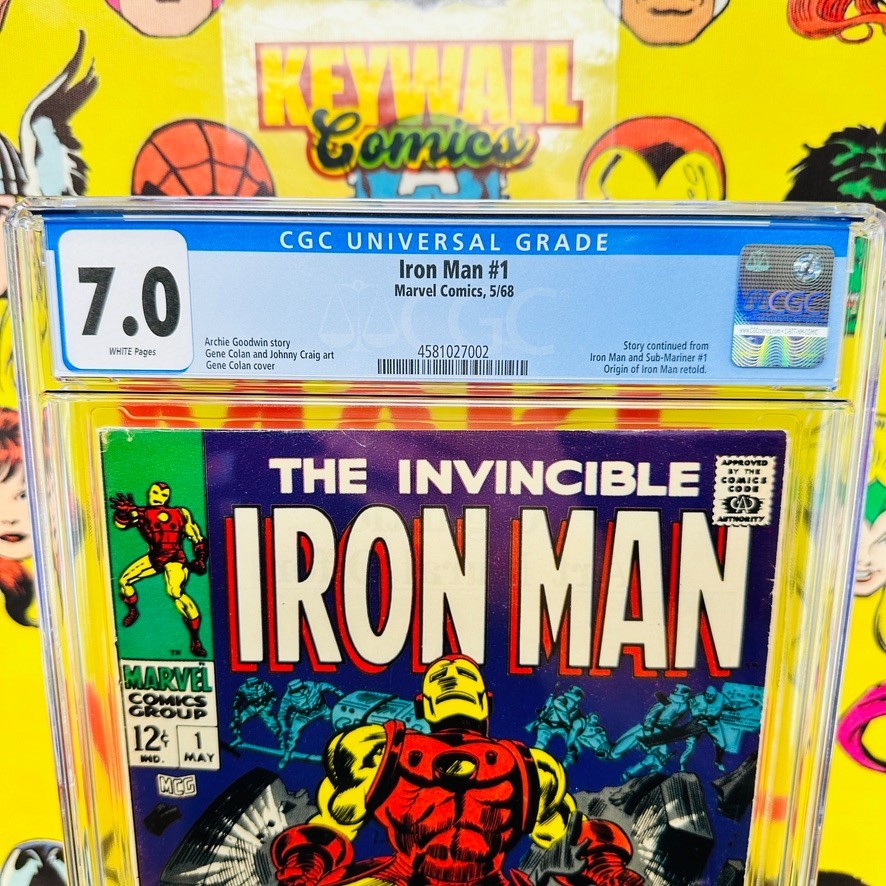 KEYWALL
Comics
CGC UNIVERSAL GRADE
7.0
WHITE Pages
Iron Man #1
Marvel Comics, 5/68
Archie Goodwin story
Gene Colan and Johnny Craig art
Gene Colan cover
4581027002
Story continued from
Iron Man and Sub-Mariner #1
Origin of Iron Man retold.
CGC
THE INVINCIBLE
IRON MAN
APPROVED
BY THE
COMICS
CODE
CA
AUTHORITY
MARVEL
COMICS
GROUP
12¢
IND.
1
MAY
MCG